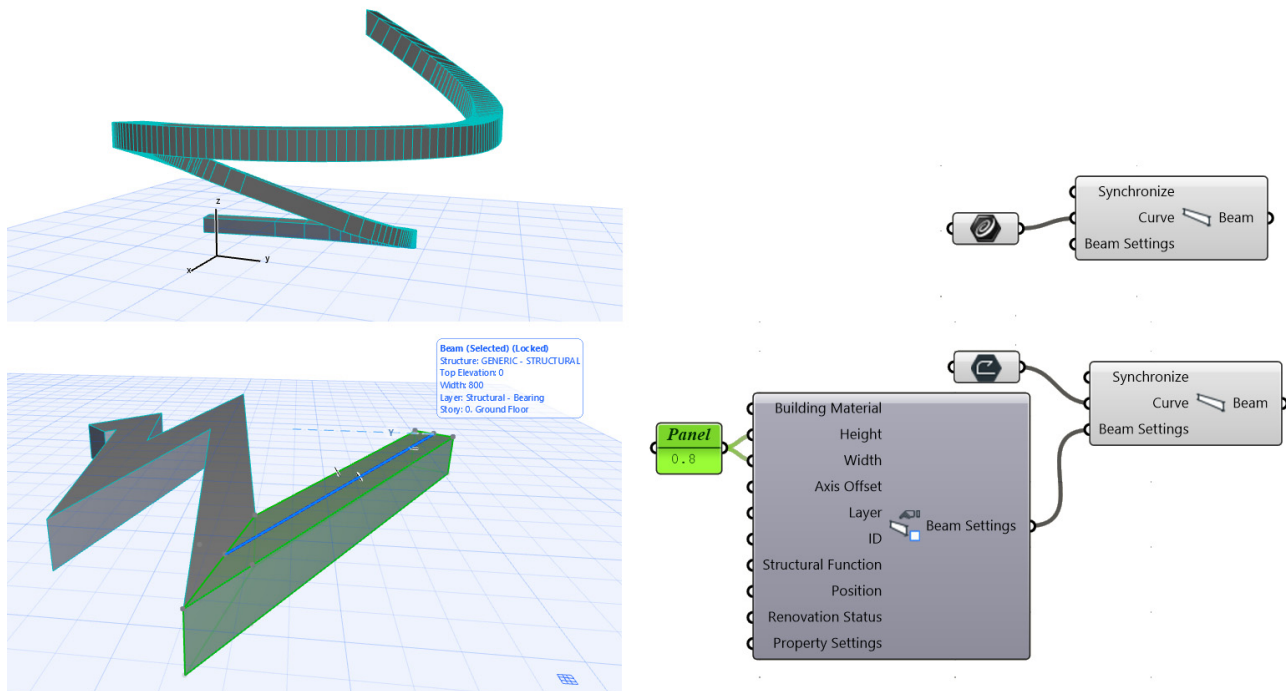 z
x
y
Synchronize
Curve
Beam
Beam Settings
Beam (Selected) (Locked)
Structure: GENERIC - STRUCTURAL
Top Elevation: 0
Width: 800
Layer: Structural - Bearing
Story: 0. Ground Floor
Y
Synchronize
Curve
Beam
Beam Settings
Panel
0.8
Building Material
Height
Width
Axis Offset
Layer
ID
Structural Function
Position
Renovation Status
Property Settings
Beam Settings